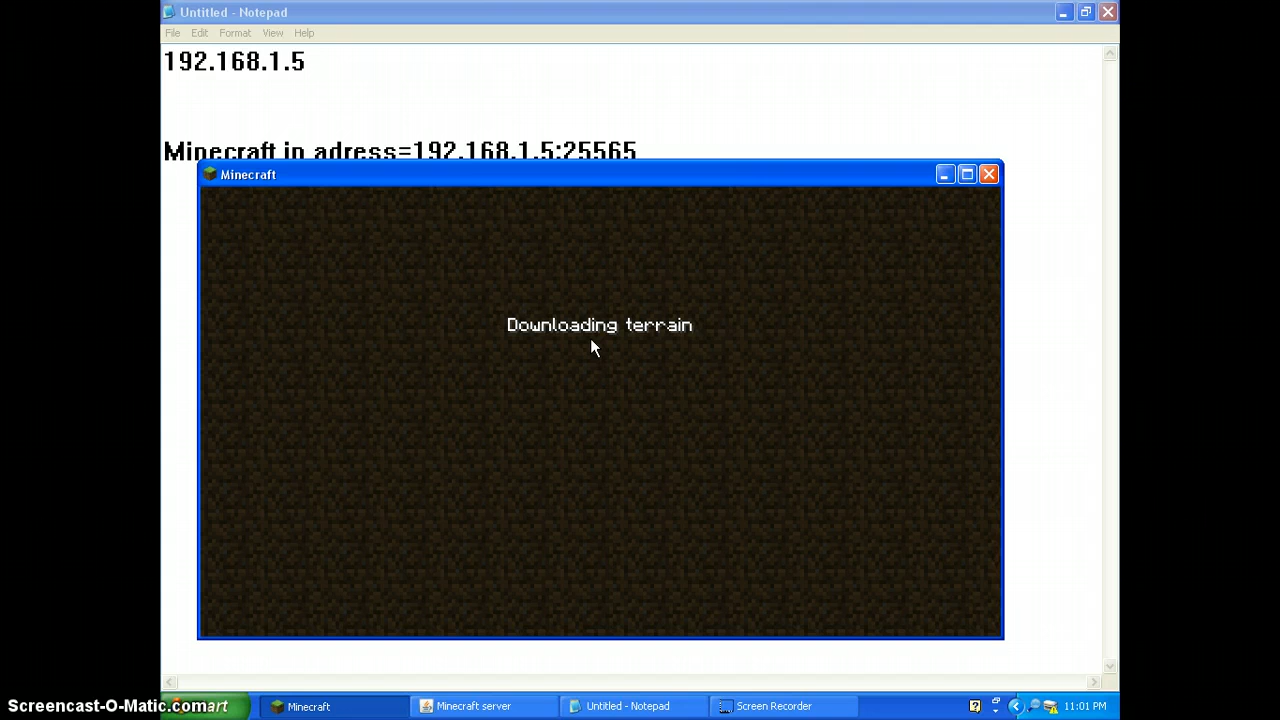 Untitled - Notepad
File Edit Format View Help
192.168.1.5
Minecraft in adress=192.168.1.5:25565
Minecraft
Downloading terrain
Screencast-O-Matic.com
art
Minecraft
Minecraft server
Untitled - Notepad
Screen Recorder
11:01 PM